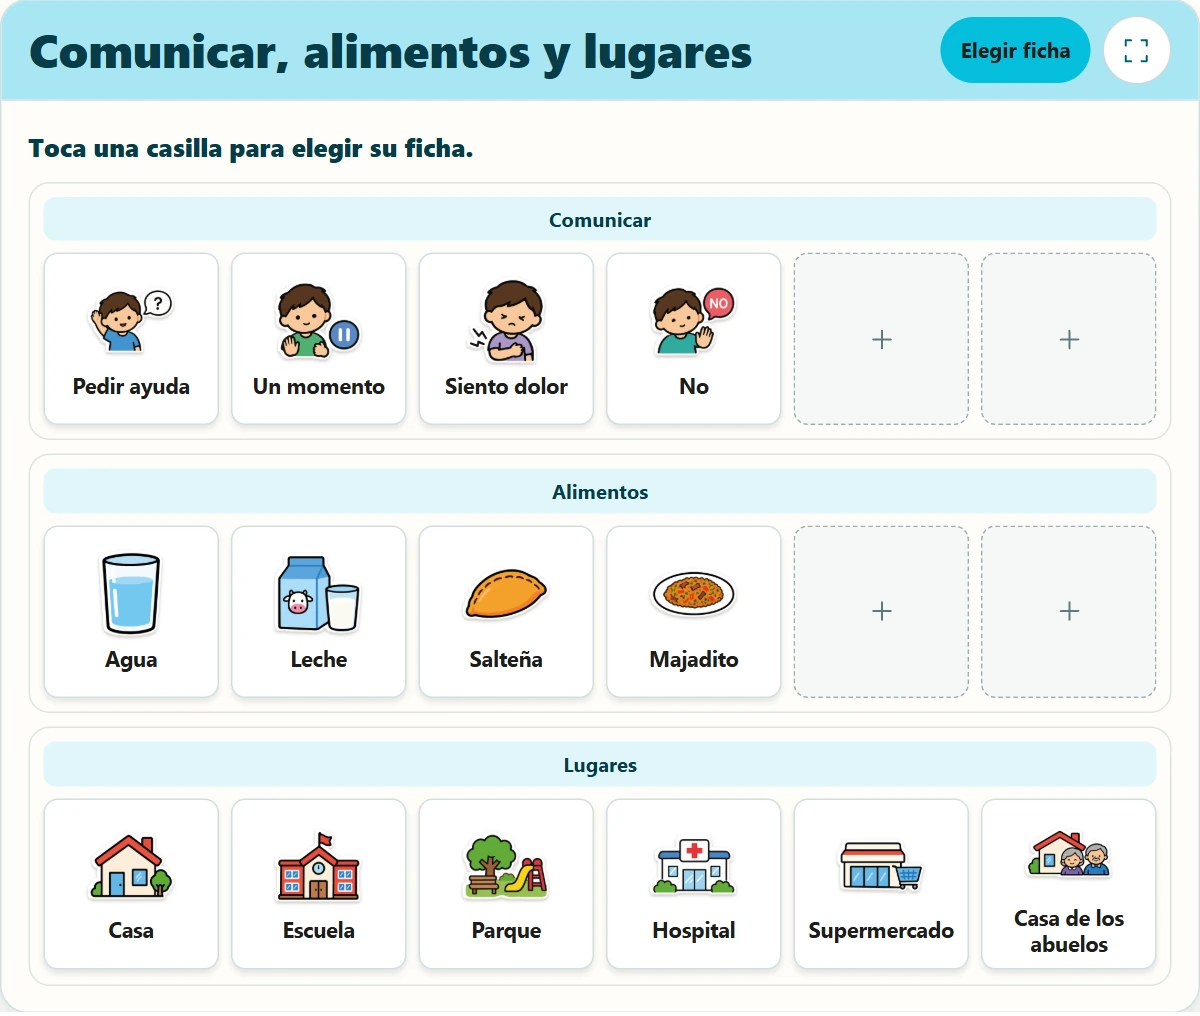 Comunicar, alimentos y lugares
Elegir ficha
Toca una casilla para elegir su ficha.
Comunicar
?
Pedir ayuda
Un momento
Siento dolor
NO
No
+
+
Alimentos
Agua
Leche
Salteña
Majadito
+
+
Lugares
Casa
Escuela
Parque
Hospital
Supermercado
Casa de los
abuelos